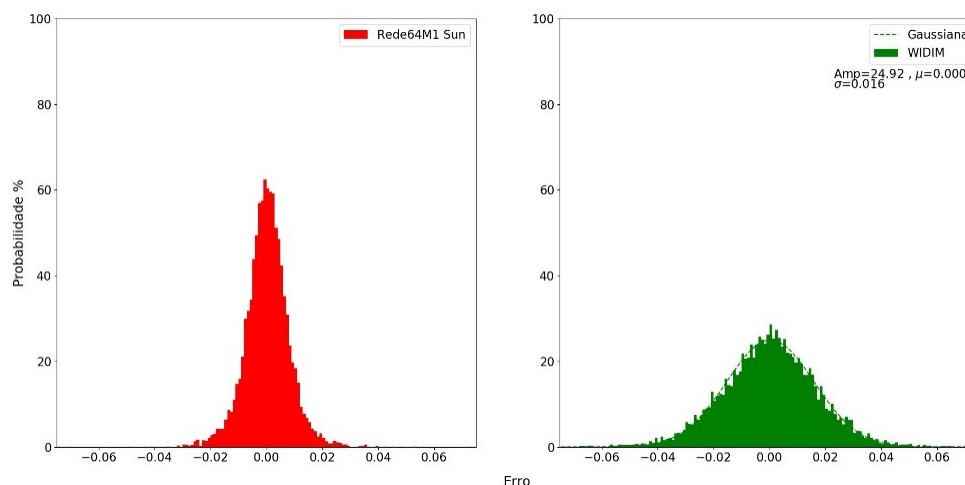 100
80
60
40
20
0
Probabilidade %
Rede64M1 Sun
−0.06 −0.04 −0.02 0.00 0.02 0.04 0.06
100
80
60
40
20
0
Gaussiana
WIDIM
Amp=24.92 , μ=0.000
σ=0.016
−0.06 −0.04 −0.02 0.00 0.02 0.04 0.06
Erro